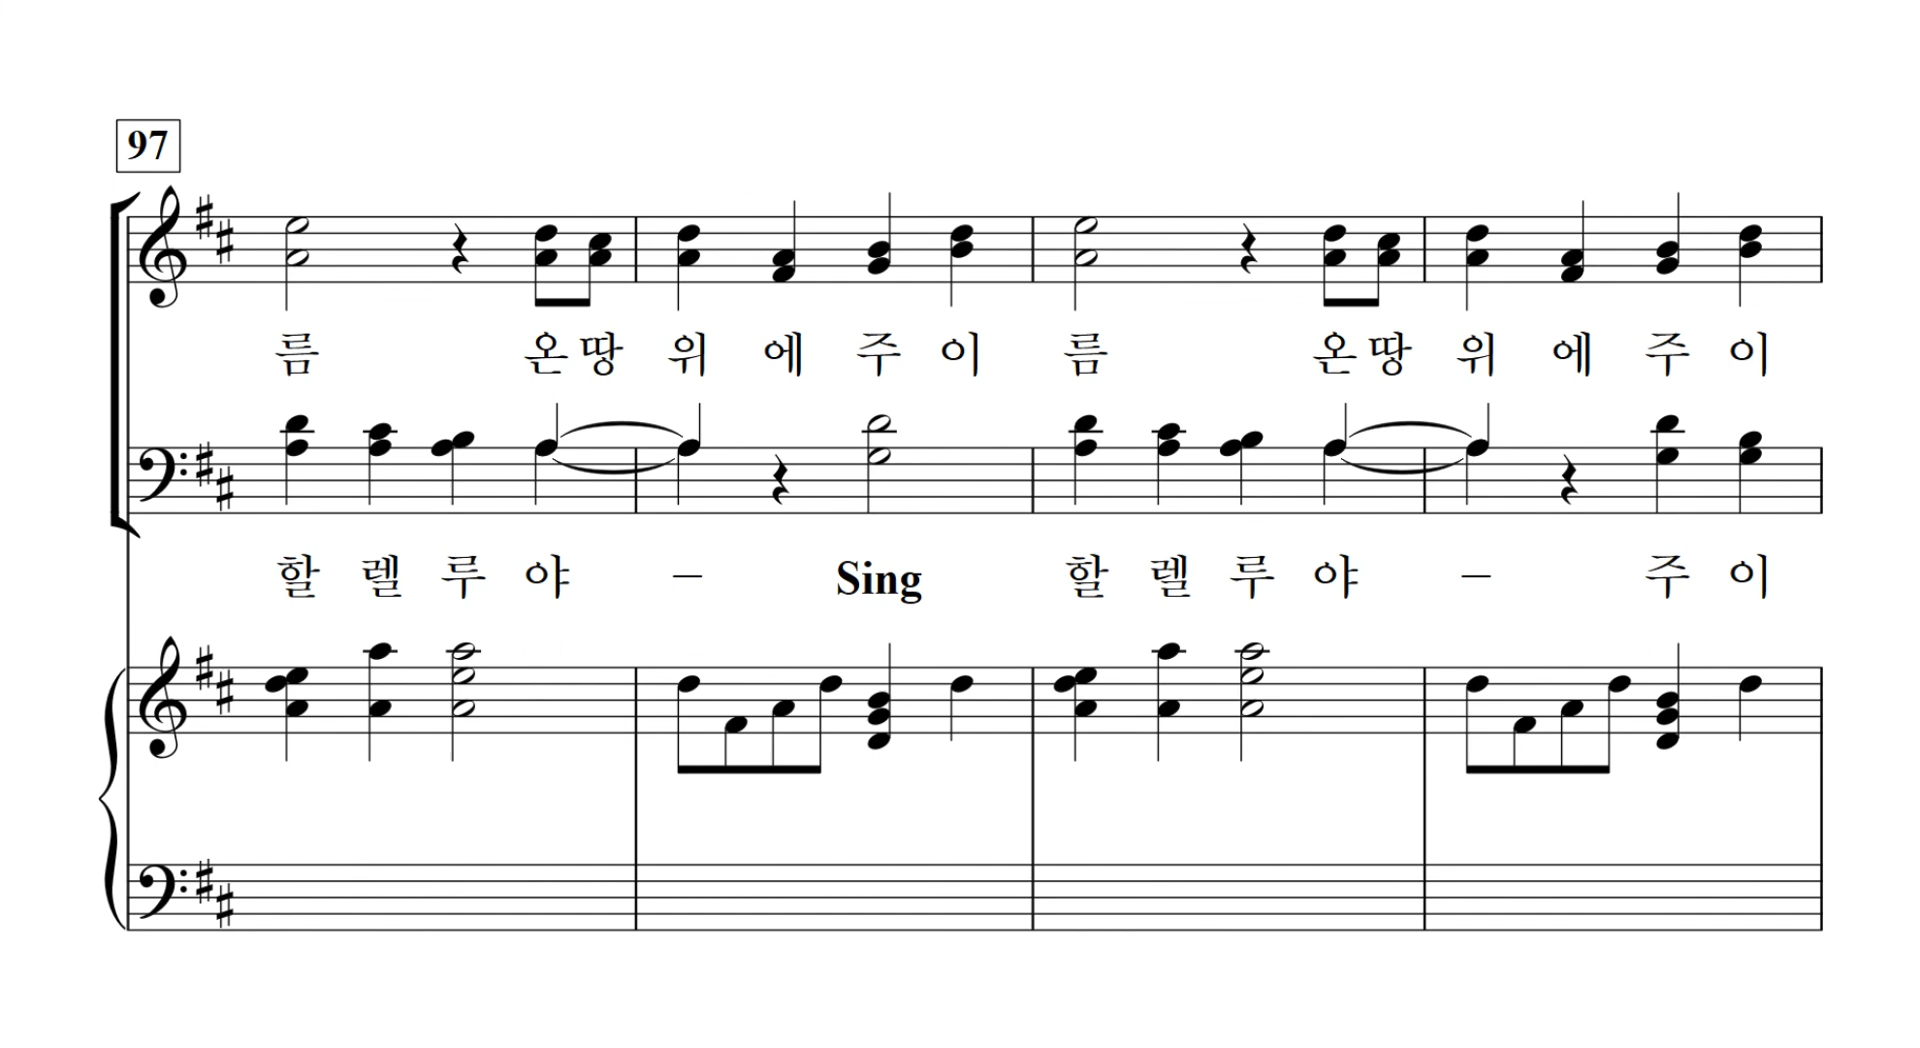 97
름 온 땅 위 에 주 이 름 온 땅 위 에 주 이
할 렐 루 야 – Sing 할 렐 루 야 – 주 이